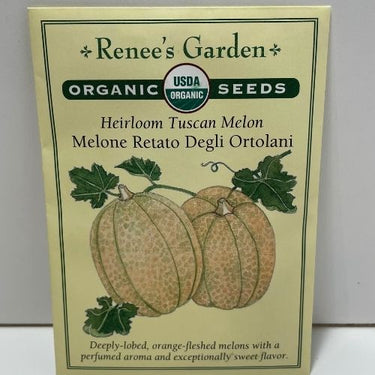 Renee's Garden
ORGANIC USDA ORGANIC SEEDS
Heirloom Tuscan Melon
Melone Retato Degli Ortolani
Deeply-lobed, orange-fleshed melons with a
perfumed aroma and exceptionally sweet flavor.